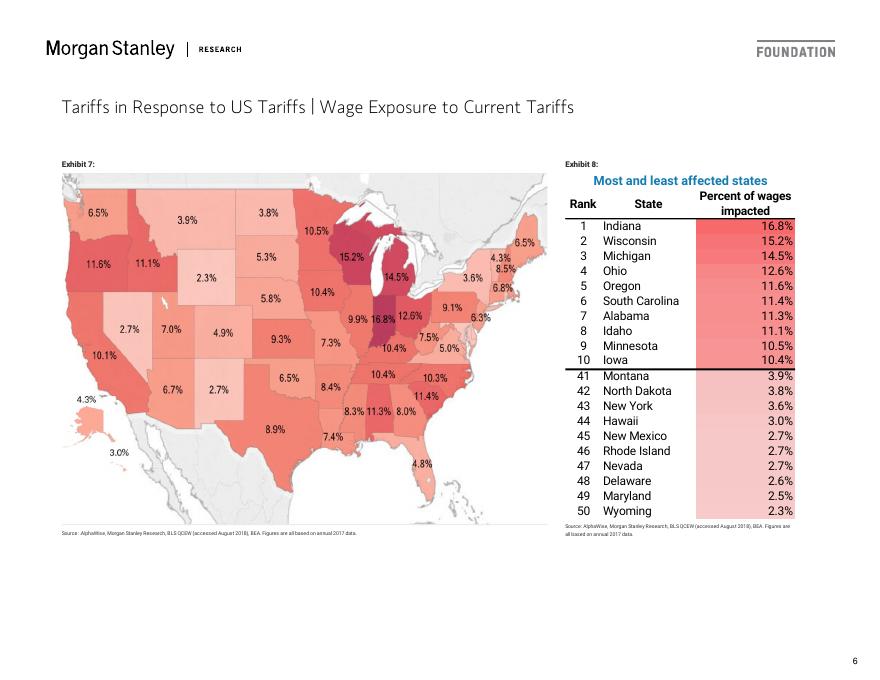 Morgan Stanley | RESEARCH
FOUNDATION
Tariffs in Response to US Tariffs | Wage Exposure to Current Tariffs
Exhibit 7:
6.5%
3.9%
3.8%
10.5%
6.5%
11.6%
11.1%
15.2%
4.3%
8.5%
5.3%
2.3%
14.5%
3.6%
6.8%
10.4%
5.8%
9.1%
6.3%
2.7%
7.0%
4.9%
9.9%
16.8%
12.6%
9.3%
7.3%
7.5%
10.1%
10.4%
5.0%
10.4%
10.3%
6.5%
6.7%
2.7%
8.4%
11.4%
4.3%
8.3%
11.3%
8.0%
8.9%
7.4%
3.0%
4.8%
Source: AlphaWise, Morgan Stanley Research, BLS QCEW (accessed August 2018), BEA. Figures are all based on annual 2017 data.
Exhibit 8:
Most and least affected states
Rank State Percent of wages impacted
1 Indiana 16.8%
2 Wisconsin 15.2%
3 Michigan 14.5%
4 Ohio 12.6%
5 Oregon 11.6%
6 South Carolina 11.4%
7 Alabama 11.3%
8 Idaho 11.1%
9 Minnesota 10.5%
10 Iowa 10.4%
41 Montana 3.9%
42 North Dakota 3.8%
43 New York 3.6%
44 Hawaii 3.0%
45 New Mexico 2.7%
46 Rhode Island 2.7%
47 Nevada 2.7%
48 Delaware 2.6%
49 Maryland 2.5%
50 Wyoming 2.3%
Source: AlphaWise, Morgan Stanley Research, BLS QCEW (accessed August 2018), BEA. Figures are
all based on annual 2017 data.
6